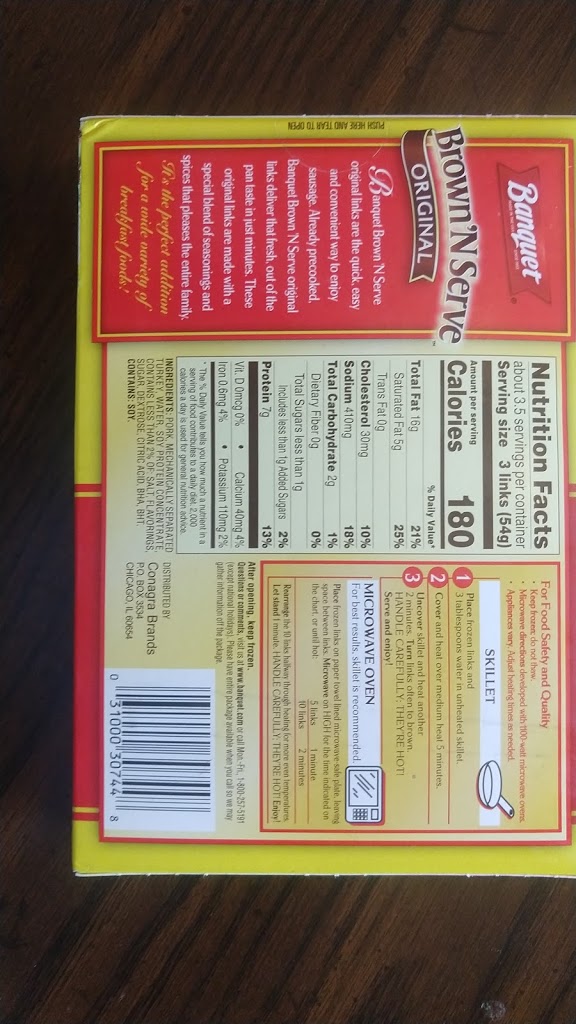 Banquet
Brown'N Serve
™
ORIGINAL
Banquet Brown 'N Serve
original links are the quick, easy
and convenient way to enjoy
sausage. Already precooked,
Banquet Brown 'N Serve original
links deliver that fresh, out of the
pan taste in just minutes. These
original links are made with a
special blend of seasonings and
spices that pleases the entire family.
It's the perfect addition
for a wide variety of
breakfast foods!
PUSH HERE AND TEAR TO OPEN
Nutrition Facts
about 3.5 servings per container
Serving size 3 links (54g)
Amount per serving
Calories 180
% Daily Value*
Total Fat 16g 21%
Saturated Fat 5g 25%
Trans Fat 0g
Cholesterol 30mg 10%
Sodium 410mg 18%
Total Carbohydrate 2g 1%
Dietary Fiber 0g 0%
Total Sugars less than 1g
Includes less than 1g Added Sugars 2%
Protein 7g 13%
Vit. D 0mcg 0% • Calcium 40mg 4%
Iron 0.6mg 4% • Potassium 110mg 2%
* The % Daily Value tells you how much a nutrient in a
serving of food contributes to a daily diet. 2,000
calories a day is used for general nutrition advice.
INGREDIENTS: PORK, MECHANICALLY SEPARATED
TURKEY, WATER, SOY PROTEIN CONCENTRATE,
CONTAINS LESS THAN 2% OF: SALT, FLAVORINGS,
SUGAR, DEXTROSE, CITRIC ACID, BHA, BHT.
CONTAINS: SOY.
For Food Safety and Quality
• Keep frozen; do not thaw.
• Microwave directions developed with 1100-watt microwave ovens.
• Appliances vary. Adjust heating times as needed.
SKILLET
1 Place frozen links and
3 tablespoons water in unheated skillet.
2 Cover and heat over medium heat 5 minutes.
3 Uncover skillet and heat another
2 minutes. Turn links often to brown.
HANDLE CAREFULLY; THEY'RE HOT!
Serve and enjoy!
MICROWAVE OVEN
For best results, skillet is recommended.
Place frozen links on paper towel lined microwave-safe plate, leaving
space between links. Microwave on HIGH for the time indicated on
the chart, or until hot:
5 links 1 minute
10 links 2 minutes
Rearrange the 10 links halfway through heating for more even temperatures.
Let stand 1 minute. HANDLE CAREFULLY; THEY'RE HOT! Enjoy!
After opening, keep frozen.
Questions or comments, visit us at www.banquet.com or call Mon.-Fri., 1-800-257-5191
(except national holidays). Please have entire package available when you call so we may
gather information off the package.
DISTRIBUTED BY
Conagra Brands
P.O. BOX 3534
CHICAGO, IL 60654
0 31000 30744 8